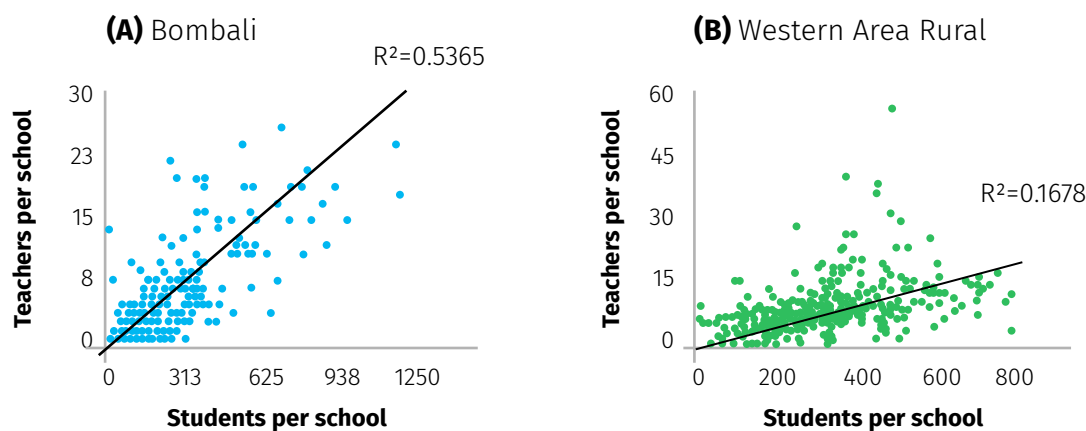 (A) Bombali
R²=0.5365
Teachers per school
30
23
15
8
0
0 313 625 938 1250
Students per school
(B) Western Area Rural
R²=0.1678
Teachers per school
60
45
30
15
0
0 200 400 600 800
Students per school